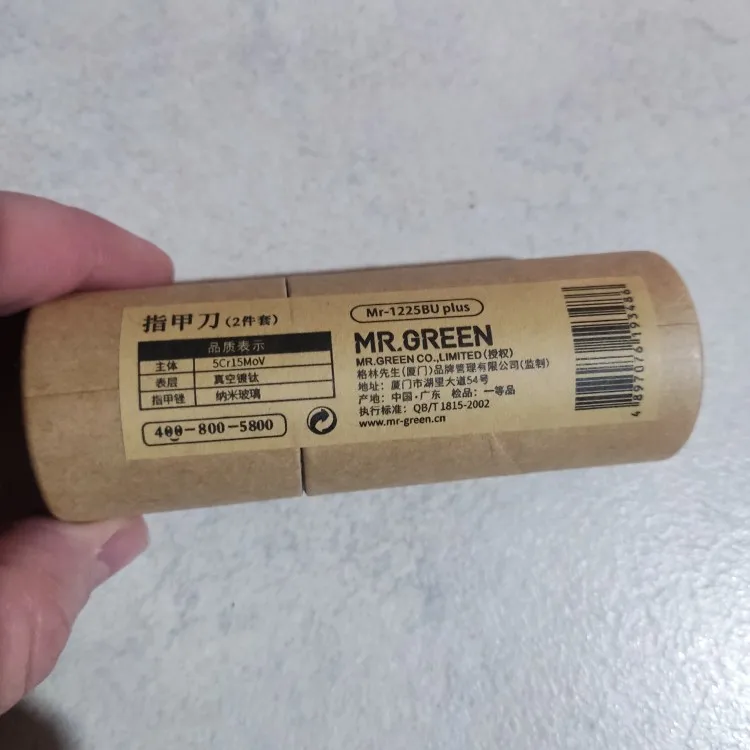 指甲刀(2件套)
品质表示
主体 5Cr15MoV
表层 真空镀钛
指甲锉 纳米玻璃
400-800-5800
Mr-1225BU plus
MR.GREEN
MR.GREEN CO.,LIMITED(授权)
格林先生(厦门)品牌管理有限公司(监制)
地址: 厦门市湖里大道54号
产地: 中国·广东 检品: 一等品
执行标准: QB/T 1815-2002
www.mr-green.cn
4 897076 193486